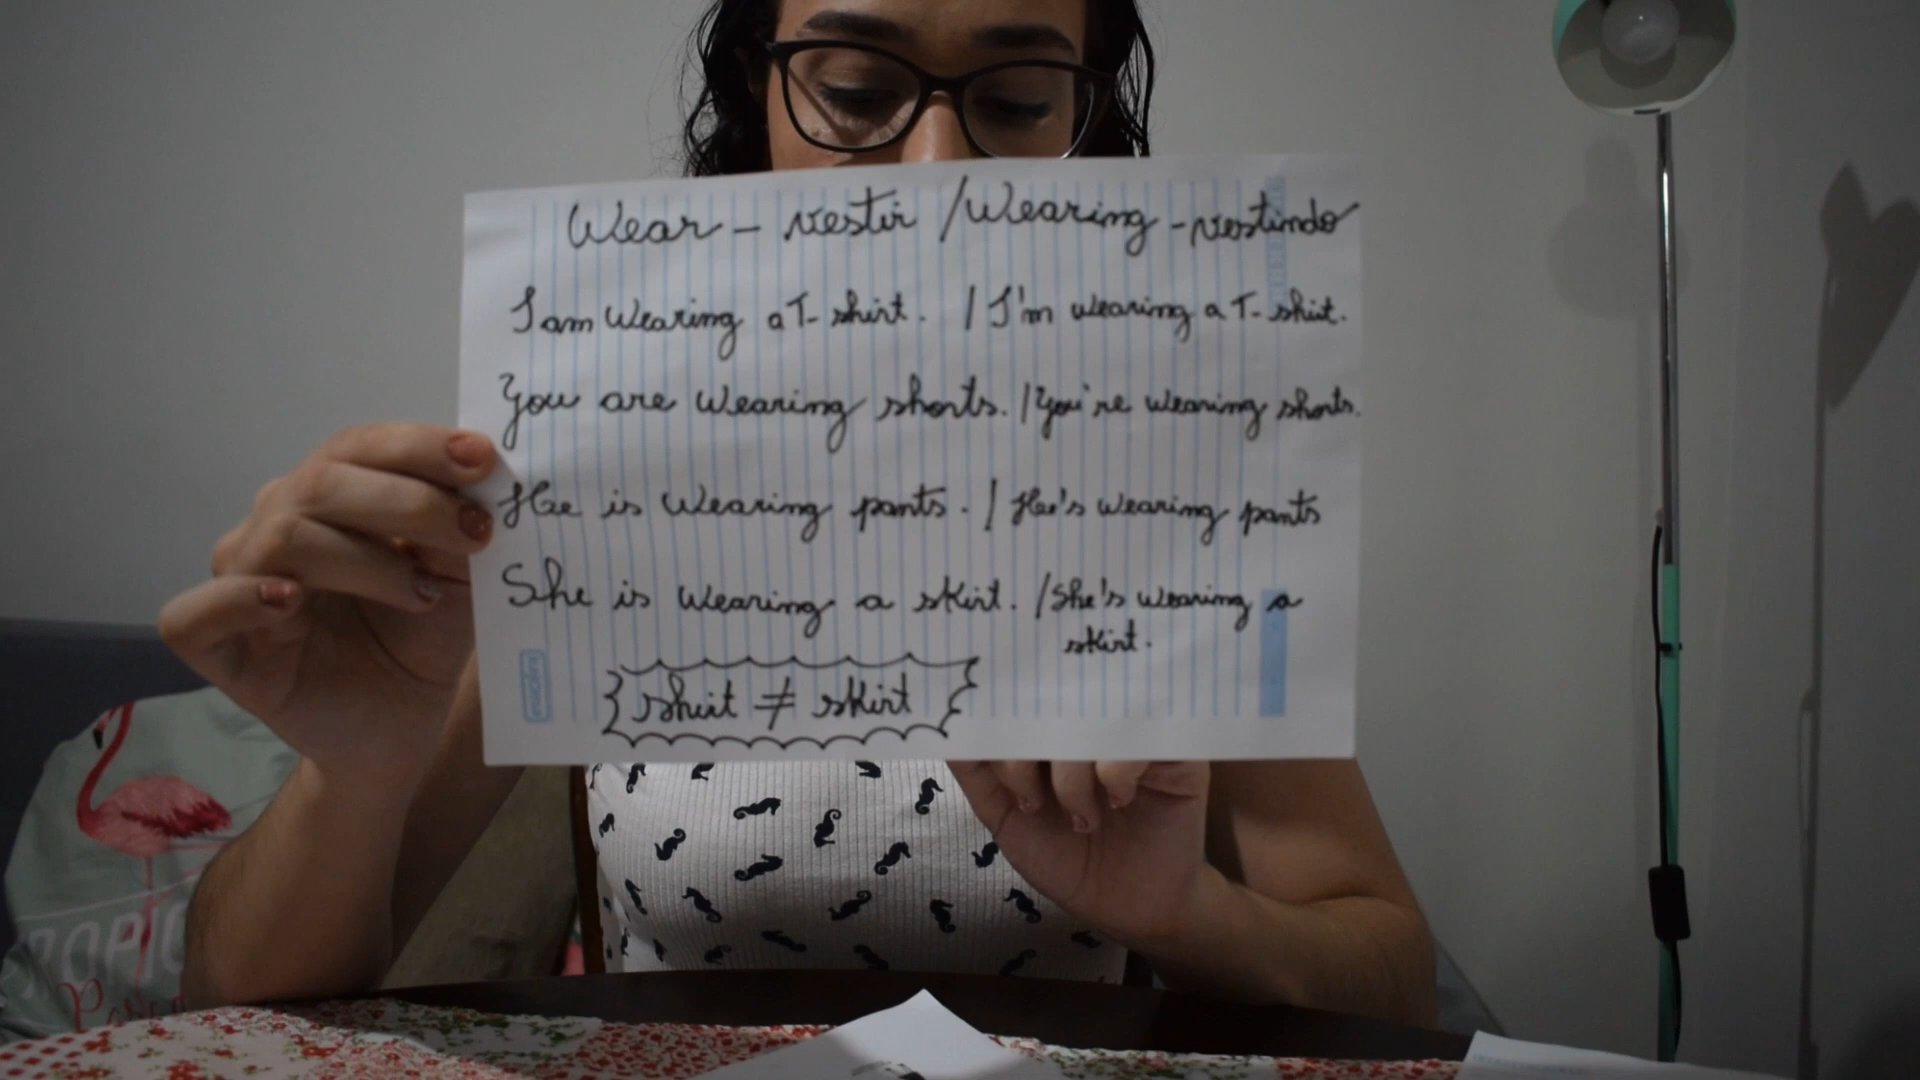 Wear - vestir / Wearing - vestindo
I am wearing a T-shirt. / I'm wearing a T-shirt.
You are wearing shorts. / You're wearing shorts.
He is wearing pants. / He's wearing pants
She is wearing a skirt. / She's wearing a
skirt.
shirt ≠ skirt
TROPIC